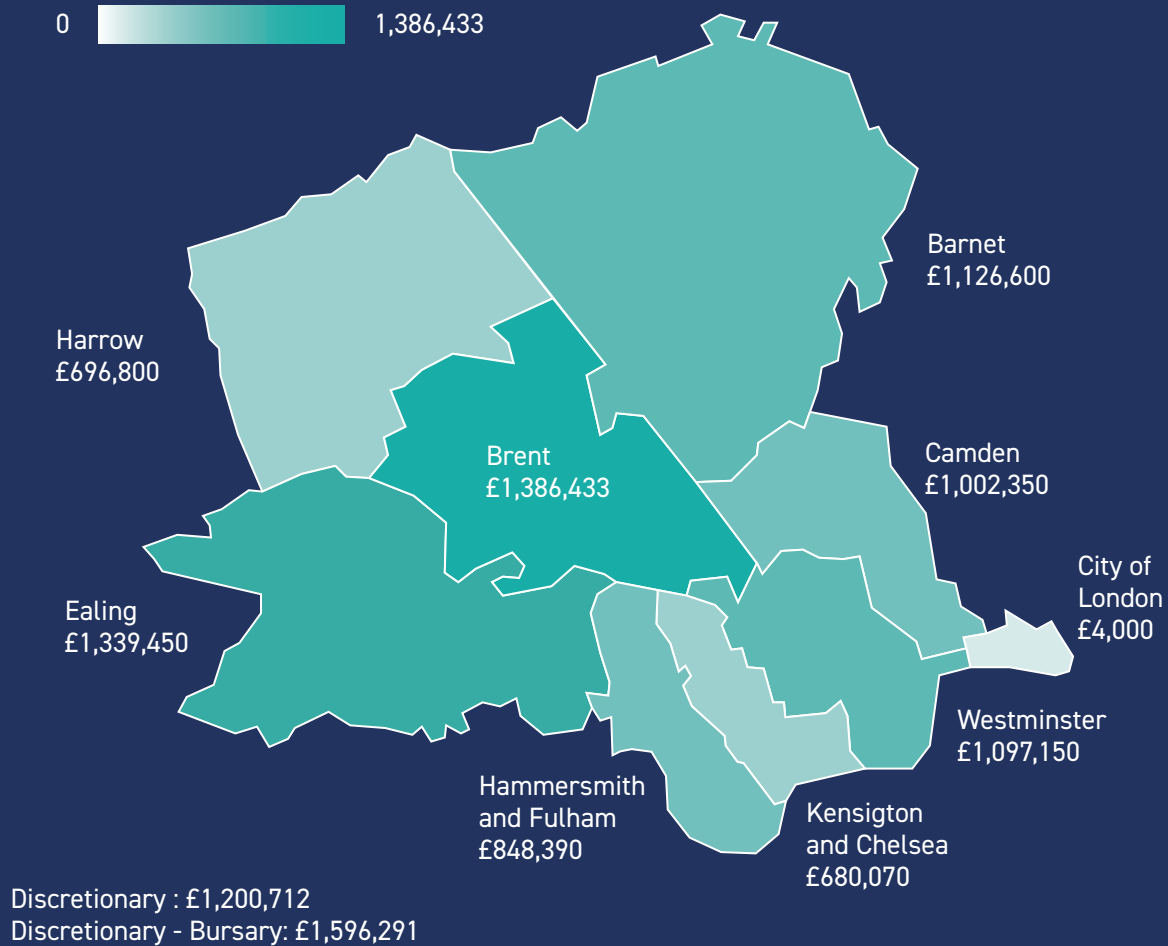 0
1,386,433
Barnet
£1,126,600
Harrow
£696,800
Brent
£1,386,433
Camden
£1,002,350
City of
London
£4,000
Ealing
£1,339,450
Westminster
£1,097,150
Hammersmith
and Fulham
£848,390
Kensigton
and Chelsea
£680,070
Discretionary : £1,200,712
Discretionary - Bursary: £1,596,291